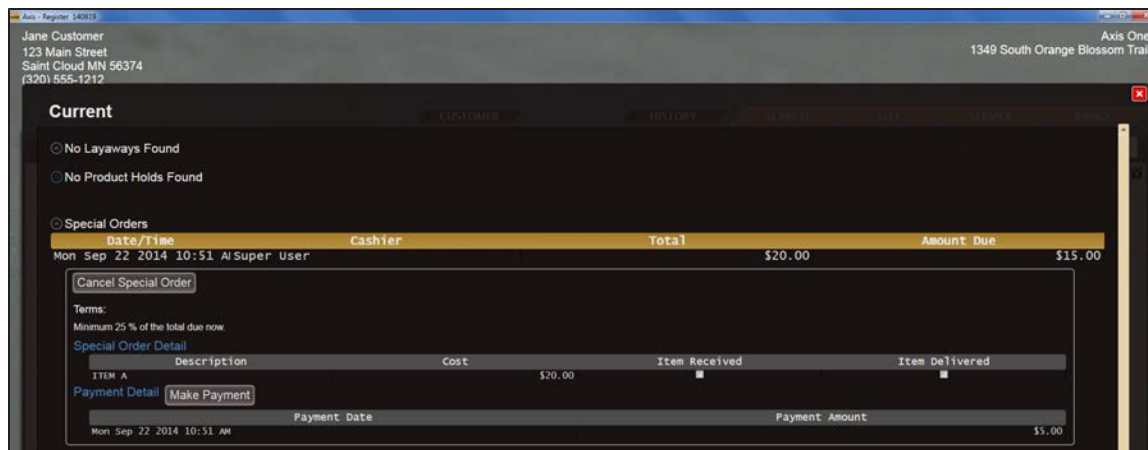 Axis - Register 140619
Jane Customer
123 Main Street
Saint Cloud MN 56374
(320) 555-1212
Axis One
1349 South Orange Blossom Trai
Current
CUSTOMER HISTORY SEARCH SELL SERVICE RANGE
No Layaways Found
No Product Holds Found
Special Orders
Date/Time Cashier Total Amount Due
Mon Sep 22 2014 10:51 A Super User $20.00 $15.00
Cancel Special Order
Terms:
Minimum 25 % of the total due now.
Special Order Detail
Description Cost Item Received Item Delivered
ITEM A $20.00
Payment Detail Make Payment
Payment Date Payment Amount
Mon Sep 22 2014 10:51 AM $5.00